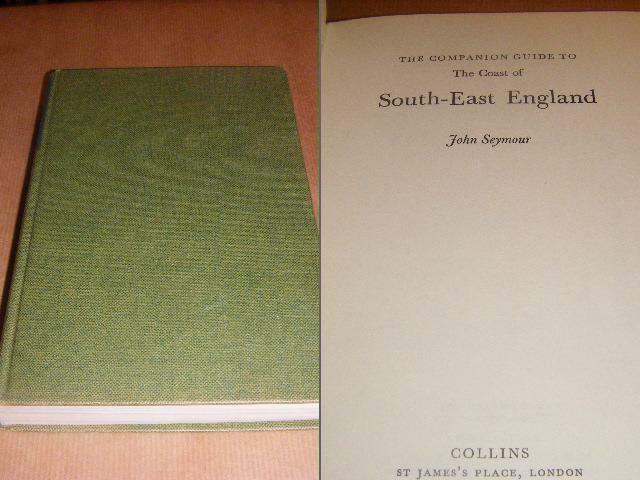 THE COMPANION GUIDE TO
The Coast of
South-East England
John Seymour
COLLINS
ST JAMES'S PLACE, LONDON